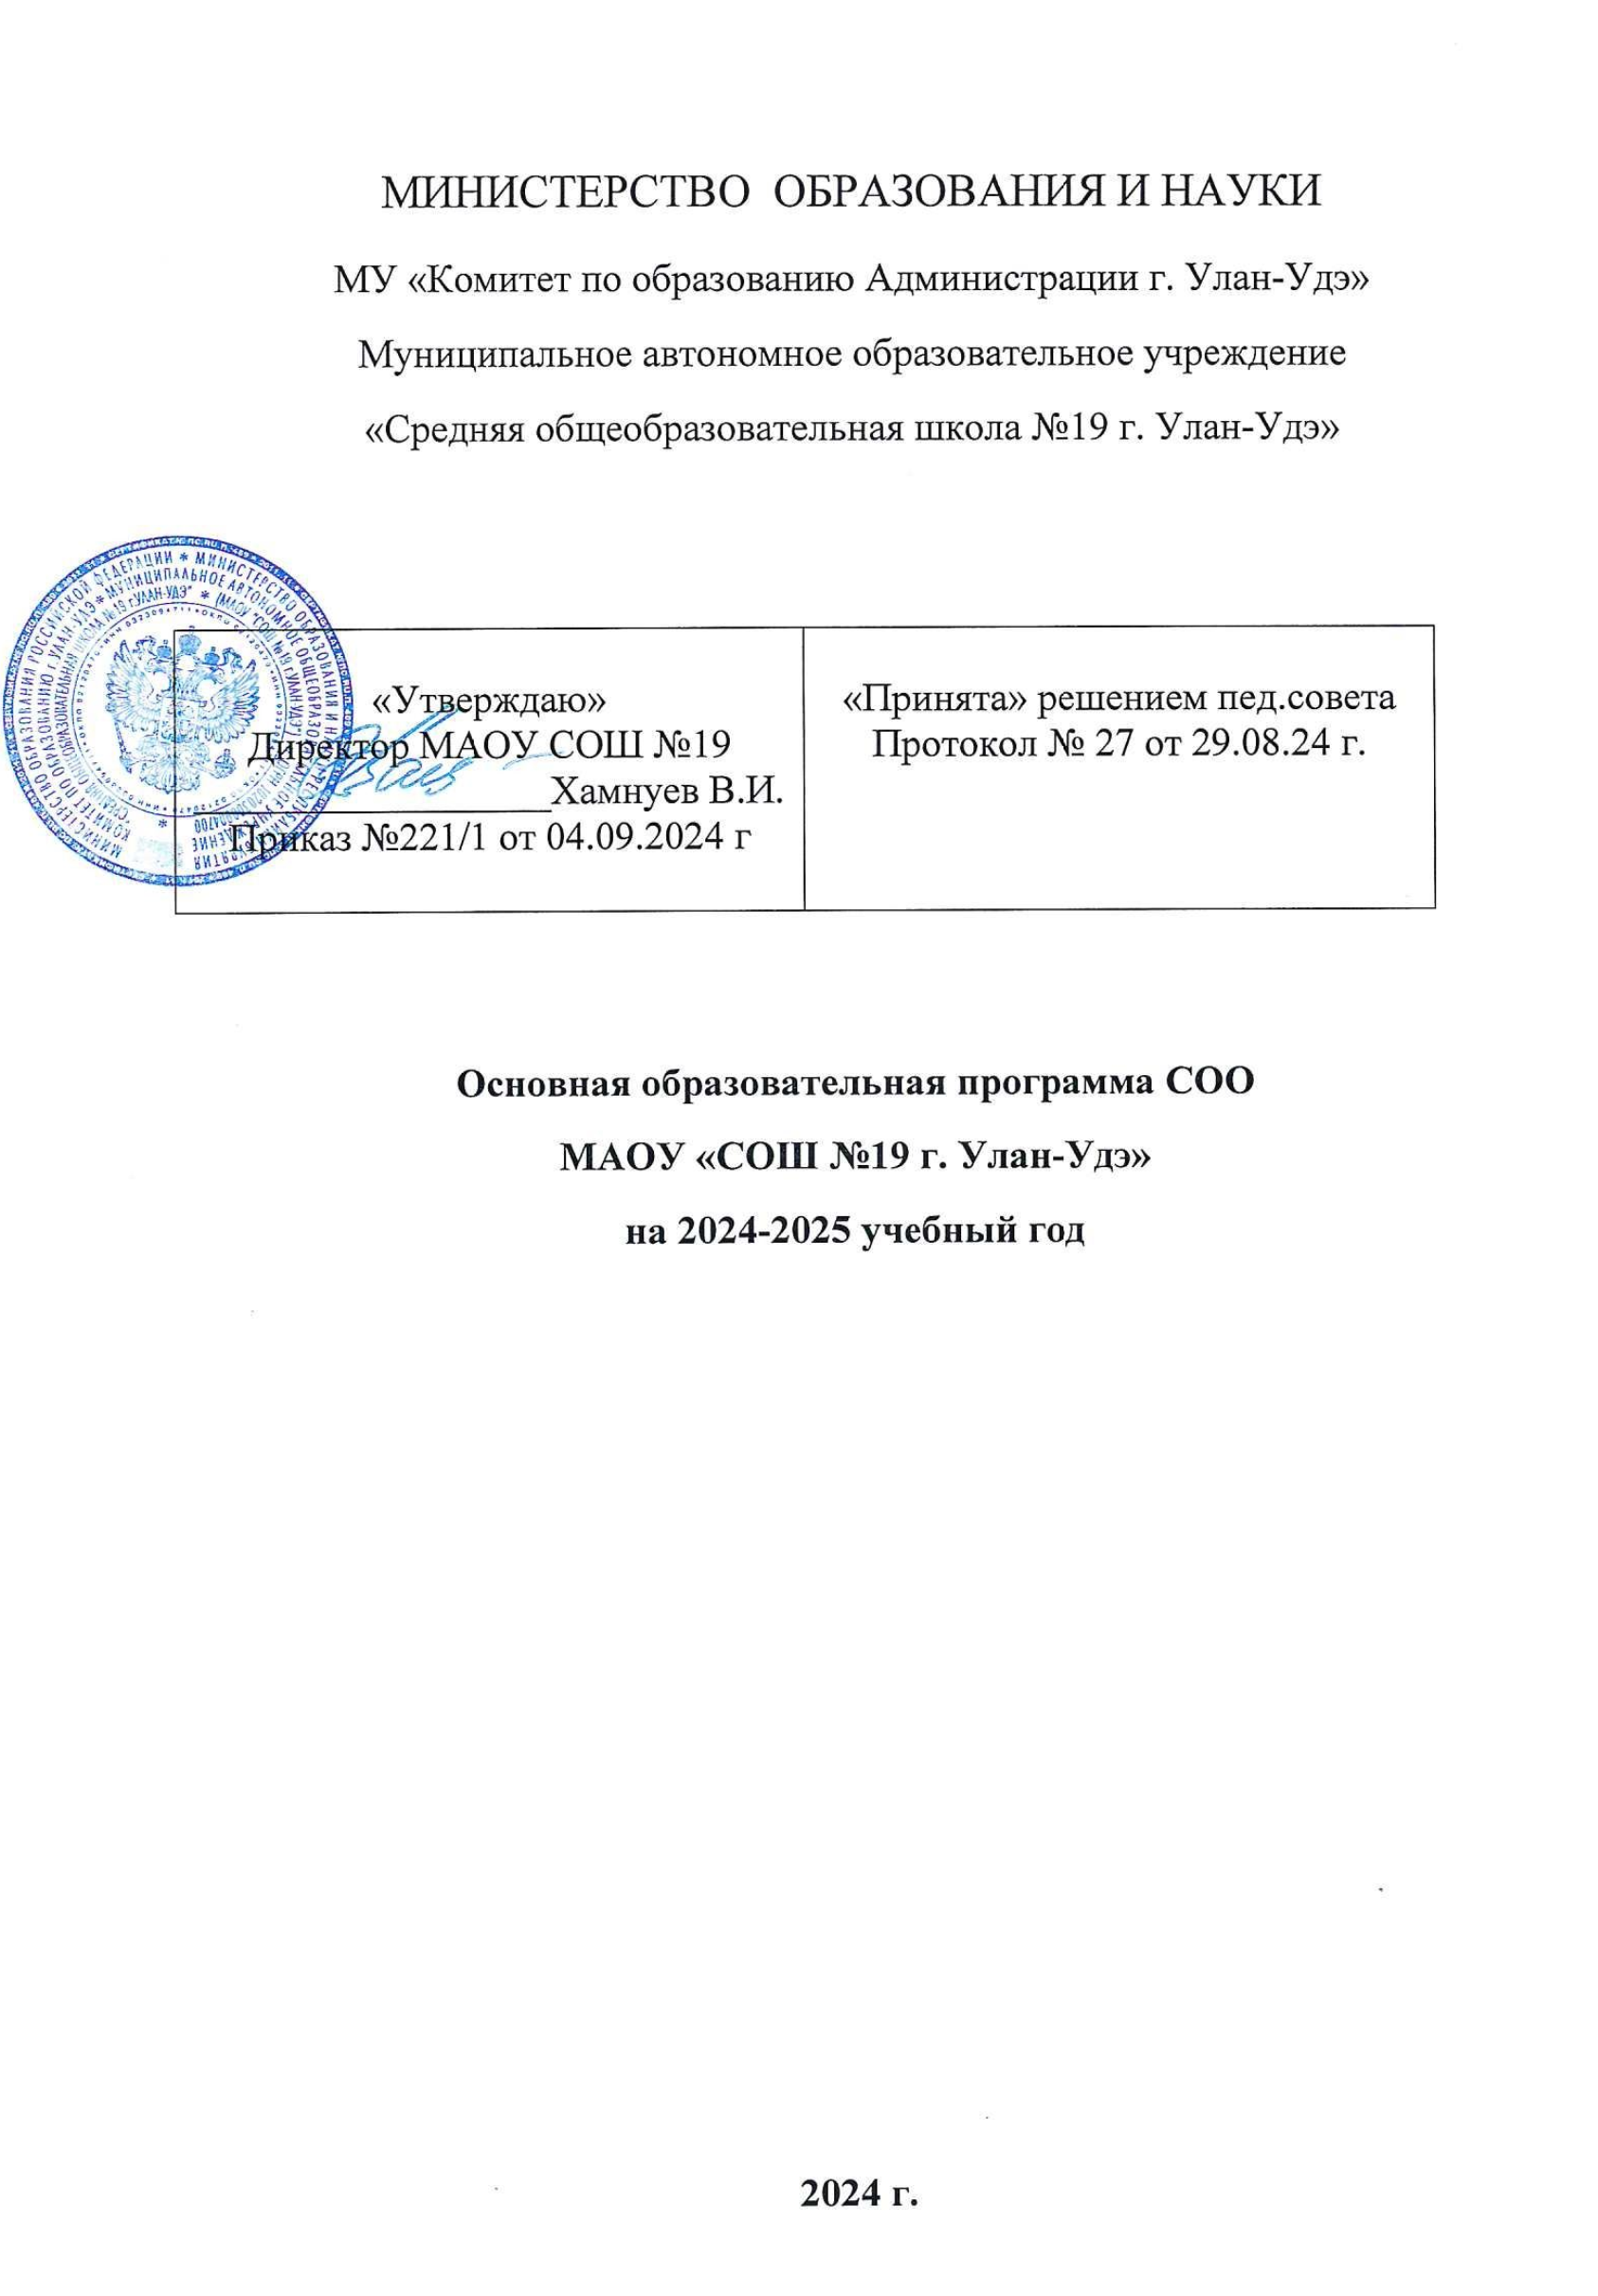 МИНИСТЕРСТВО ОБРАЗОВАНИЯ И НАУКИ
МУ «Комитет по образованию Администрации г. Улан-Удэ»
Муниципальное автономное образовательное учреждение
«Средняя общеобразовательная школа №19 г. Улан-Удэ»
«Утверждаю»
Директор МАОУ СОШ №19
Хамнуев В.И.
Приказ №221/1 от 04.09.2024 г
«Принята» решением пед.совета
Протокол № 27 от 29.08.24 г.
Основная образовательная программа СОО
МАОУ «СОШ №19 г. Улан-Удэ»
на 2024-2025 учебный год
2024 г.